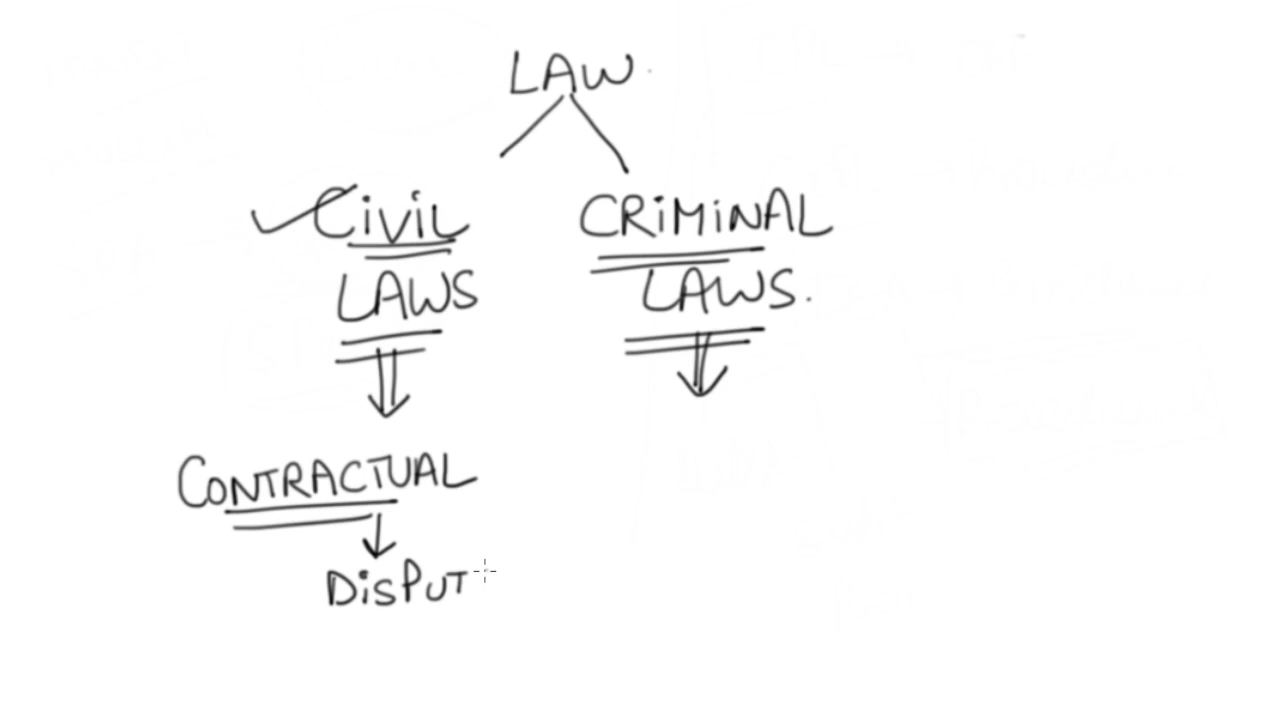 LAW
CiViL CRiMiNAL
LAWS LAWS.
CONTRACTUAL
DiSPUT